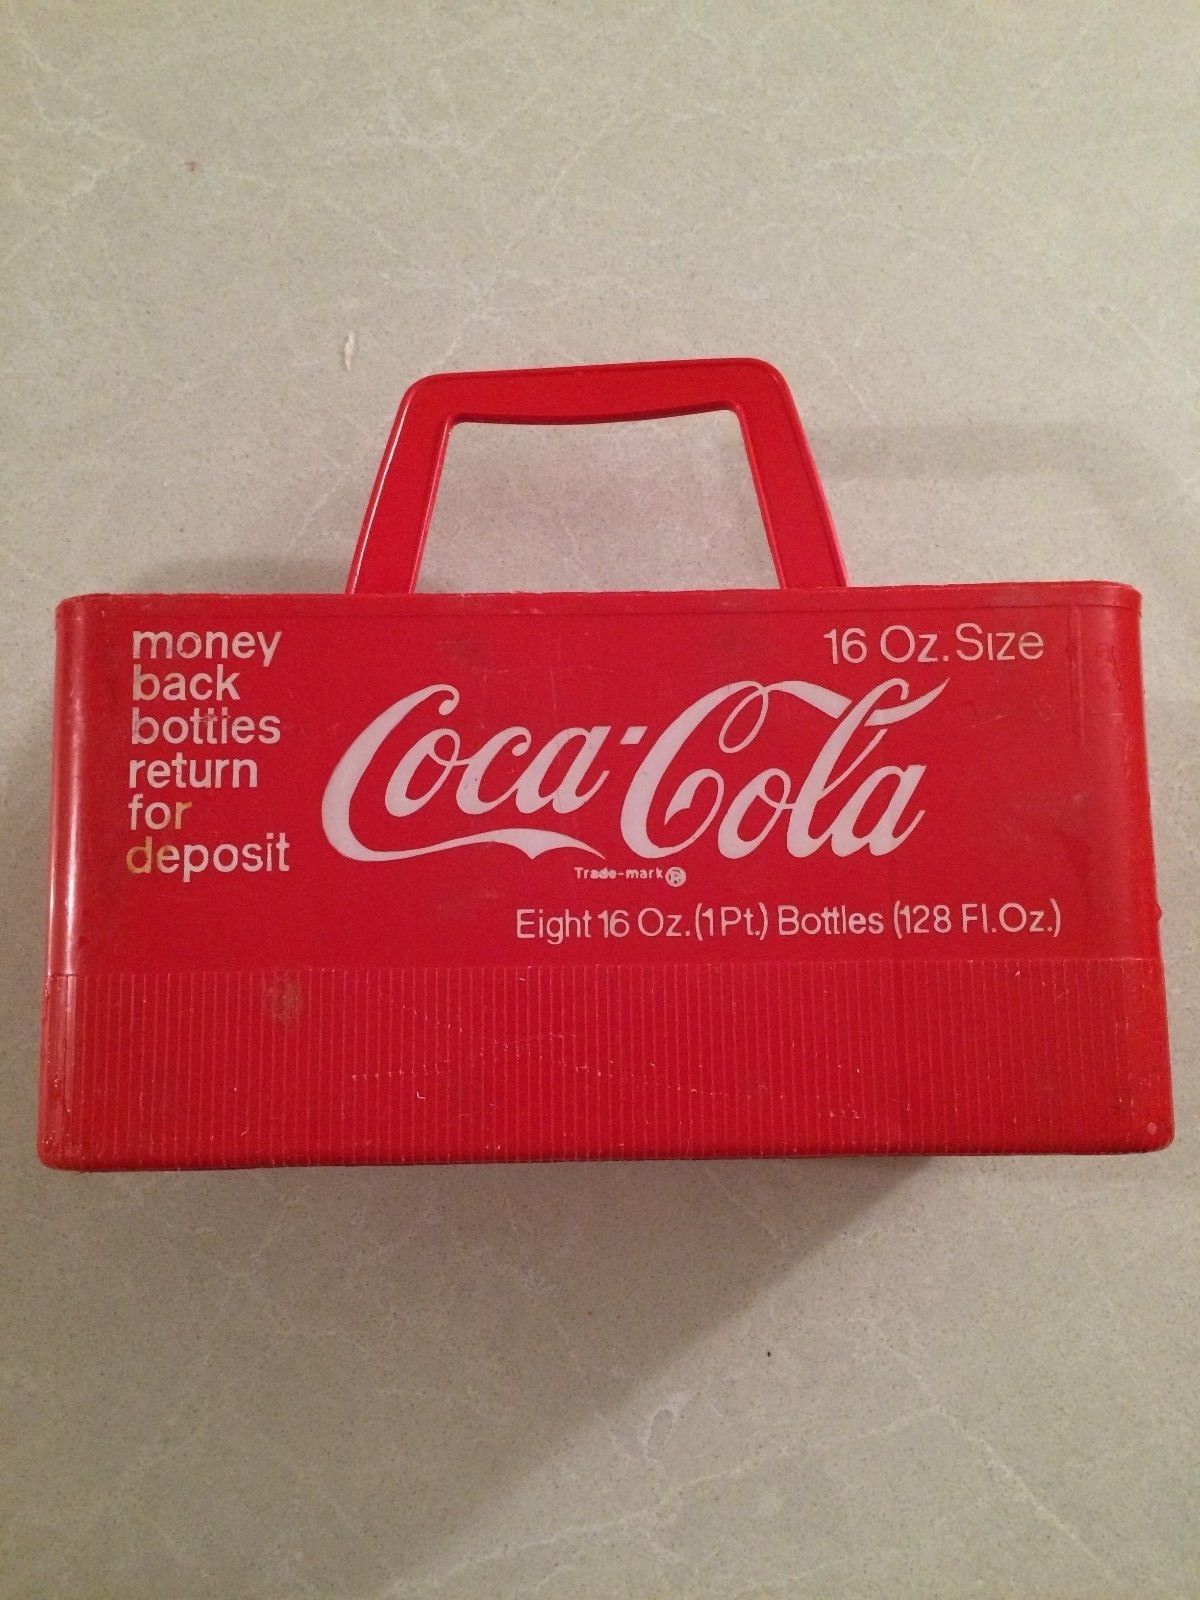 money
back
bottles
return
for
deposit
16 Oz. Size
Coca-Cola
Trade-mark ®
Eight 16 Oz. (1 Pt.) Bottles (128 Fl. Oz.)